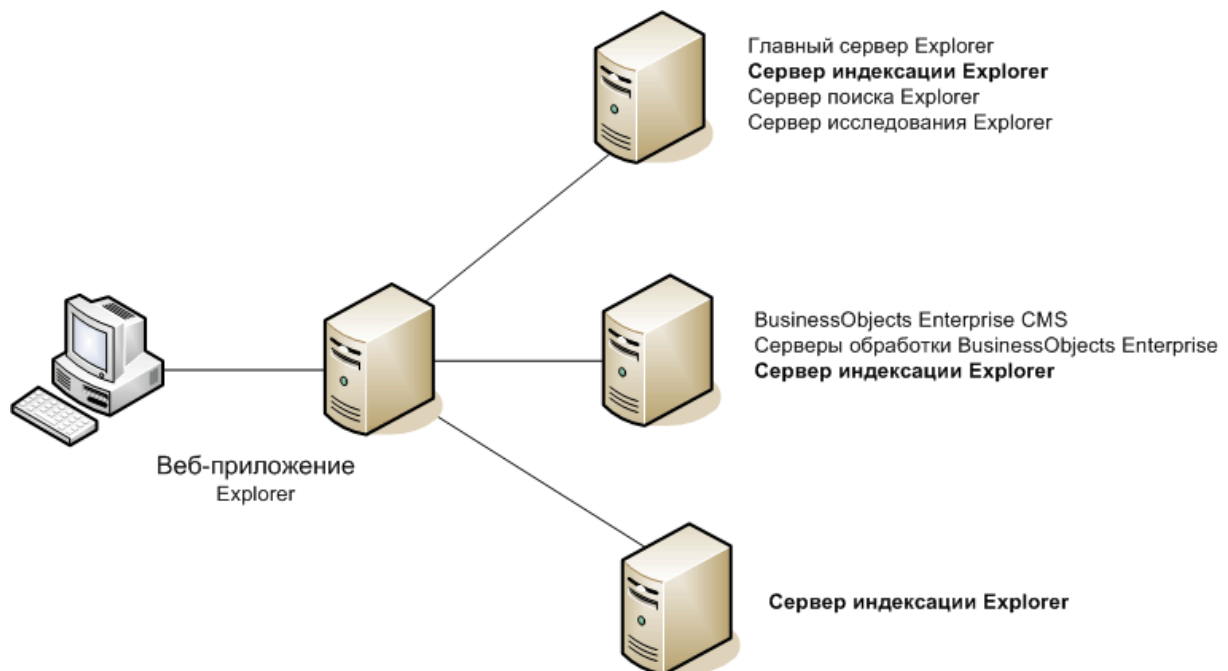 Главный сервер Explorer
Сервер индексации Explorer
Сервер поиска Explorer
Сервер исследования Explorer
BusinessObjects Enterprise CMS
Серверы обработки BusinessObjects Enterprise
Сервер индексации Explorer
Веб-приложение
Explorer
Сервер индексации Explorer